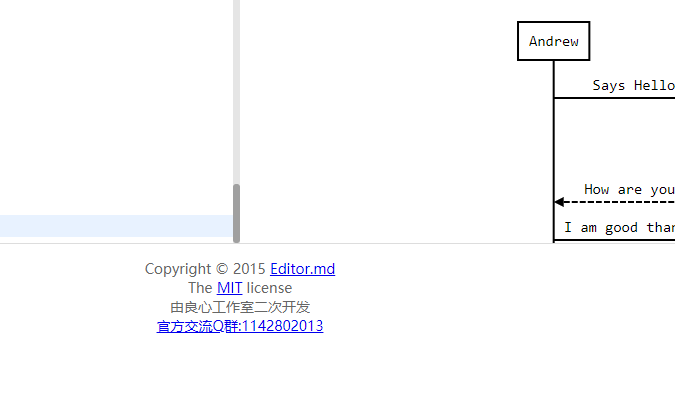 Andrew
Says Hello
How are you
I am good than
Copyright © 2015 Editor.md
The MIT license
由良心工作室二次开发
官方交流Q群:1142802013